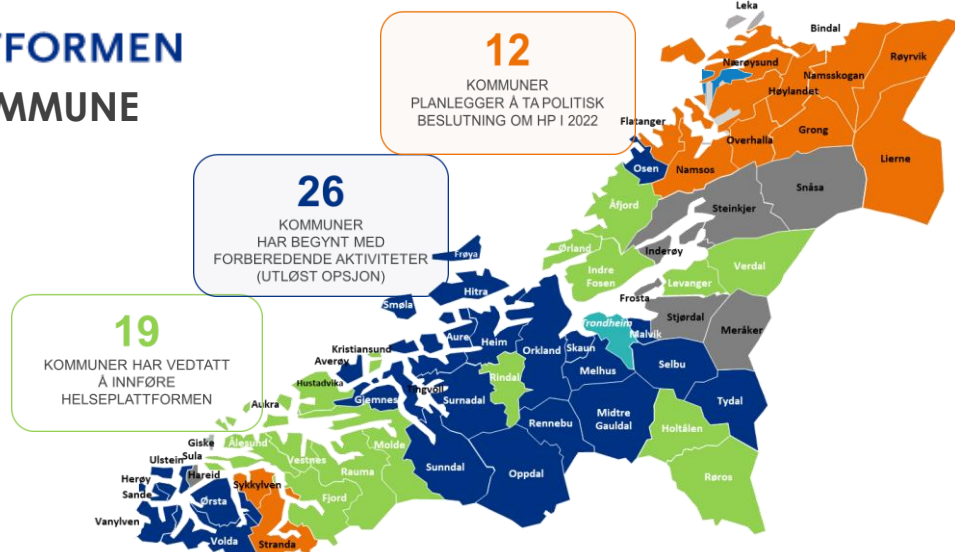 TFORMEN
MMUNE
12
KOMMUNER
PLANLEGGER Å TA POLITISK
BESLUTNING OM HP I 2022
26
KOMMUNER
HAR BEGYNT MED
FORBEREDENDE AKTIVITETER
(UTLØST OPSJON)
19
KOMMUNER HAR VEDTATT
Å INNFØRE
HELSEPLATTFORMEN
Leka
Bindal
Nærøysund
Namsskogan
Røyrvik
Høylandet
Flatanger
Overhalla
Grong
Lierne
Osen
Namsos
Snåsa
Åfjord
Steinkjer
Ørland
Inderøy
Verdal
Indre
Fosen
Levanger
Frosta
Stjørdal
Meråker
Frøya
Hitra
Smøla
Trondheim
Malvik
Kristiansund
Aure
Heim
Orkland
Skaun
Melhus
Selbu
Averøy
Hustadvika
Tingvoll
Rindal
Gjemnes
Surnadal
Tydal
Aukra
Rennebu
Midtre
Gauldal
Holtålen
Giske
Ålesund
Molde
Sula
Vestnes
Ulstein
Rauma
Sunndal
Oppdal
Røros
Hareid
Herøy
Sykkylven
Sande
Ørsta
Fjord
Vanylven
Volda
Stranda